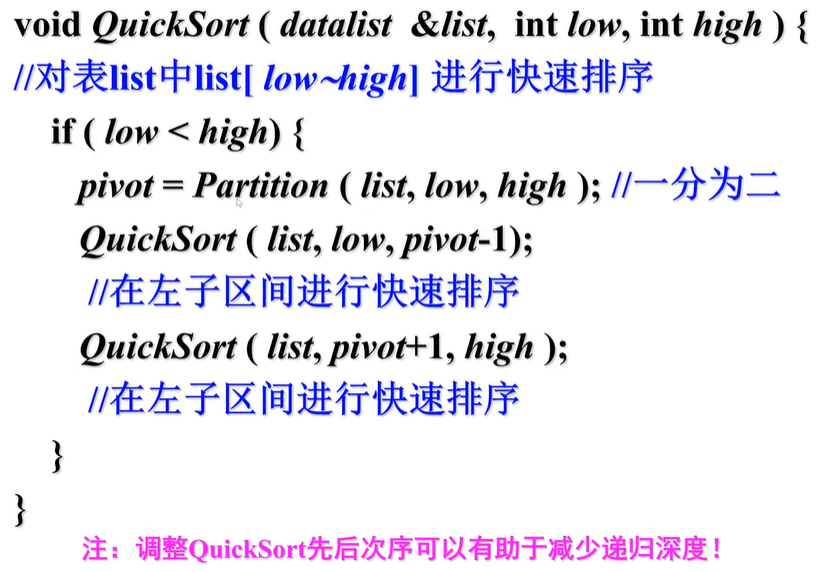 void QuickSort ( datalist &list, int low, int high ) {
//对表list中list[ low~high] 进行快速排序
if ( low < high) {
pivot = Partition ( list, low, high ); //一分为二
QuickSort ( list, low, pivot-1);
//在左子区间进行快速排序
QuickSort ( list, pivot+1, high );
//在左子区间进行快速排序
}
}
注：调整QuickSort先后次序可以有助于减少递归深度！